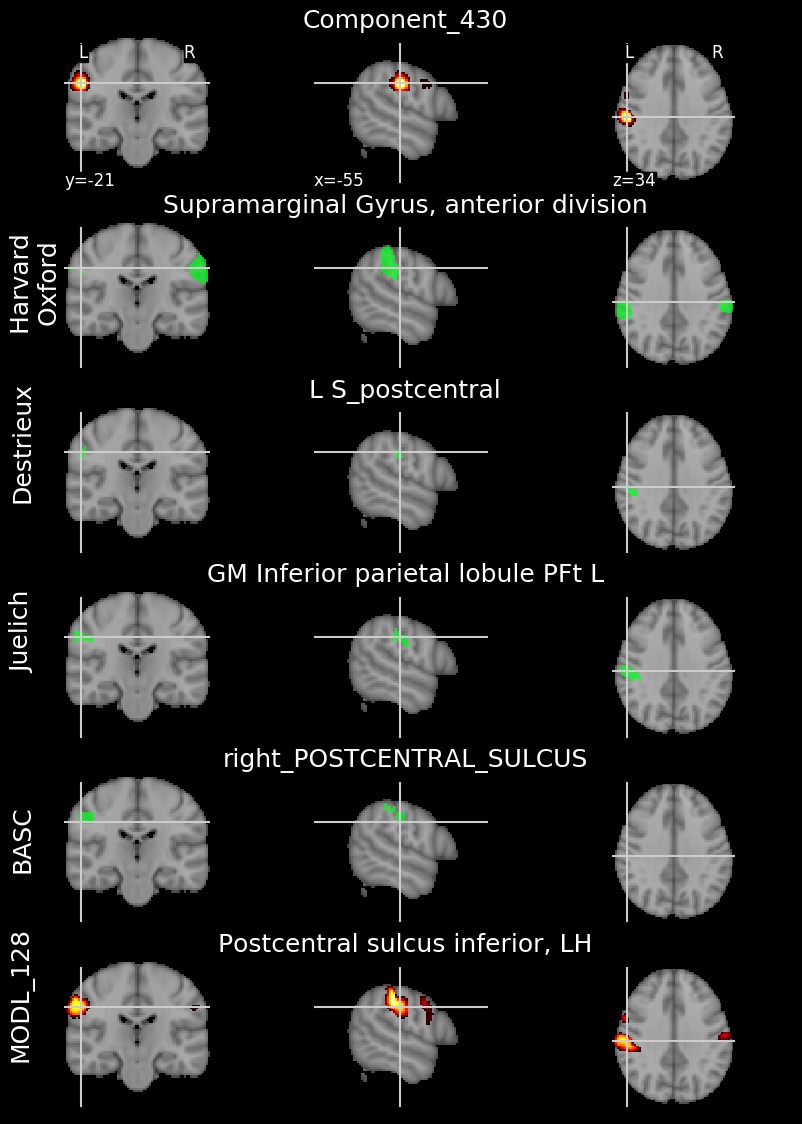 Component_430
L R
L R
y=-21
x=-55
z=34
Supramarginal Gyrus, anterior division
Harvard
Oxford
L S_postcentral
Destrieux
GM Inferior parietal lobule PFt L
Juelich
right_POSTCENTRAL_SULCUS
BASC
Postcentral sulcus inferior, LH
MODL_128